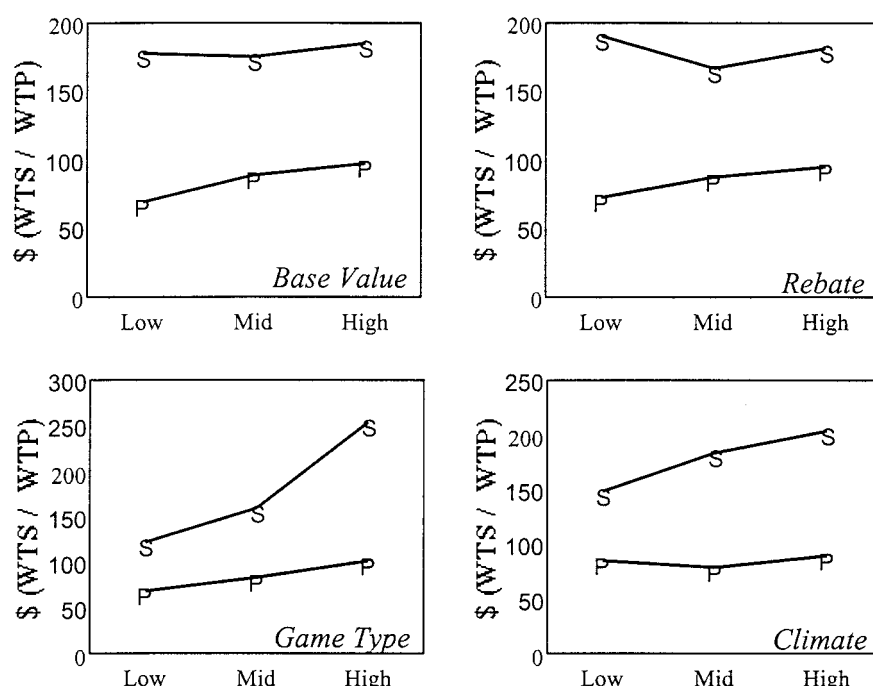 200
150
100
50
0
$ (WTS / WTP)
S S S
P P P
Base Value
Low Mid High
200
150
100
50
0
$ (WTS / WTP)
S S S
P P P
Rebate
Low Mid High
300
250
200
150
100
50
0
$ (WTS / WTP)
S S S
P P P
Game Type
Low Mid High
250
200
150
100
50
0
$ (WTS / WTP)
S S S
P P P
Climate
Low Mid High